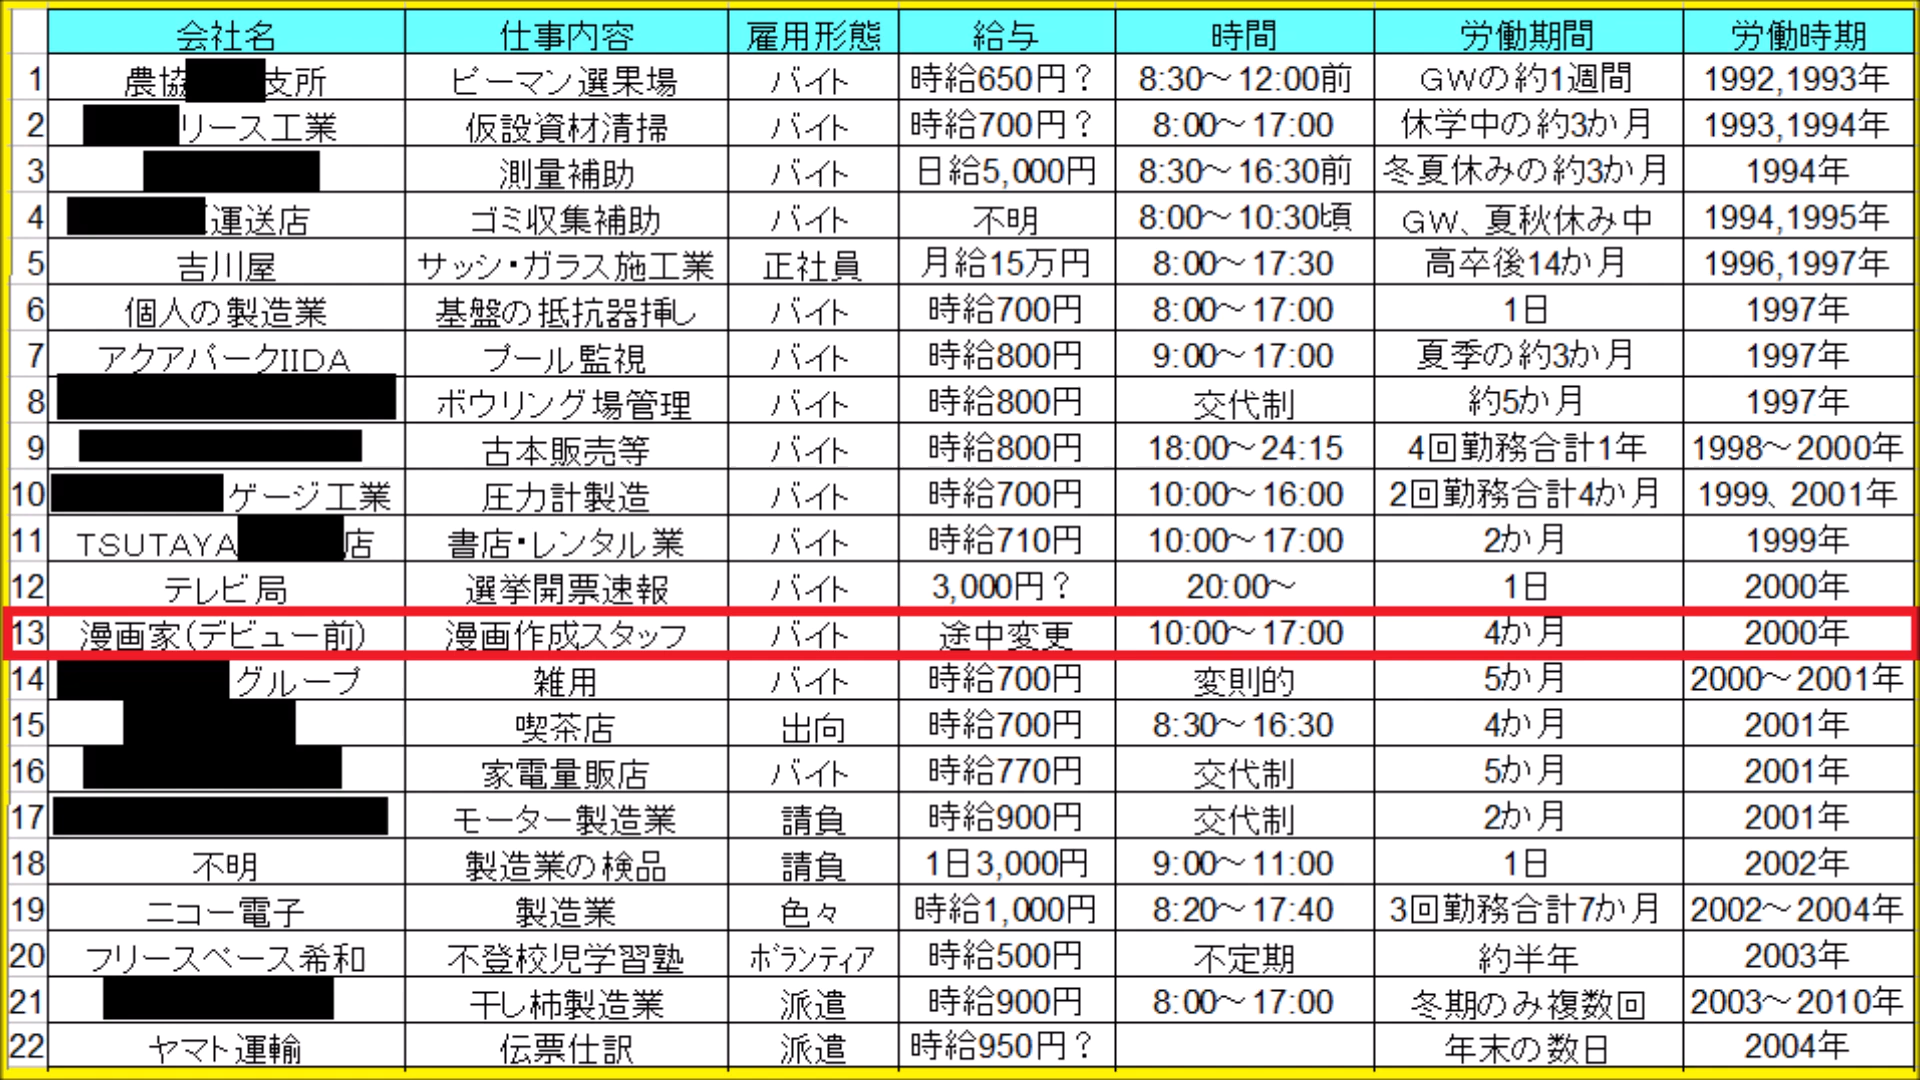 会社名 仕事内容 雇用形態 給与 時間 労働期間 労働時期
1 農協 支所 ピーマン選果場 バイト 時給650円？ 8:30～12:00前 GWの約1週間 1992,1993年
2 リース工業 仮設資材清掃 バイト 時給700円？ 8:00～17:00 休学中の約3か月 1993,1994年
3 測量補助 バイト 日給5,000円 8:30～16:30前 冬夏休みの約3か月 1994年
4 運送店 ゴミ収集補助 バイト 不明 8:00～10:30頃 GW、夏秋休み中 1994,1995年
5 吉川屋 サッシ・ガラス施工業 正社員 月給15万円 8:00～17:30 高卒後14か月 1996,1997年
6 個人の製造業 基盤の抵抗器挿し バイト 時給700円 8:00～17:00 1日 1997年
7 アクアパークIIDA プール監視 バイト 時給800円 9:00～17:00 夏季の約3か月 1997年
8 ボウリング場管理 バイト 時給800円 交代制 約5か月 1997年
9 古本販売等 バイト 時給800円 18:00～24:15 4回勤務合計1年 1998～2000年
10 ゲージ工業 圧力計製造 バイト 時給700円 10:00～16:00 2回勤務合計4か月 1999、2001年
11 TSUTAYA 店 書店・レンタル業 バイト 時給710円 10:00～17:00 2か月 1999年
12 テレビ局 選挙開票速報 バイト 3,000円？ 20:00～ 1日 2000年
13 漫画家(デビュー前) 漫画作成スタッフ バイト 途中変更 10:00～17:00 4か月 2000年
14 グループ 雑用 バイト 時給700円 変則的 5か月 2000～2001年
15 喫茶店 出向 時給700円 8:30～16:30 4か月 2001年
16 家電量販店 バイト 時給770円 交代制 5か月 2001年
17 モーター製造業 請負 時給900円 交代制 2か月 2001年
18 不明 製造業の検品 請負 1日3,000円 9:00～11:00 1日 2002年
19 ニコー電子 製造業 色々 時給1,000円 8:20～17:40 3回勤務合計7か月 2002～2004年
20 フリースペース希和 不登校児学習塾 ボランティア 時給500円 不定期 約半年 2003年
21 干し柿製造業 派遣 時給900円 8:00～17:00 冬期のみ複数回 2003～2010年
22 ヤマト運輸 伝票仕訳 派遣 時給950円？ 年末の数日 2004年